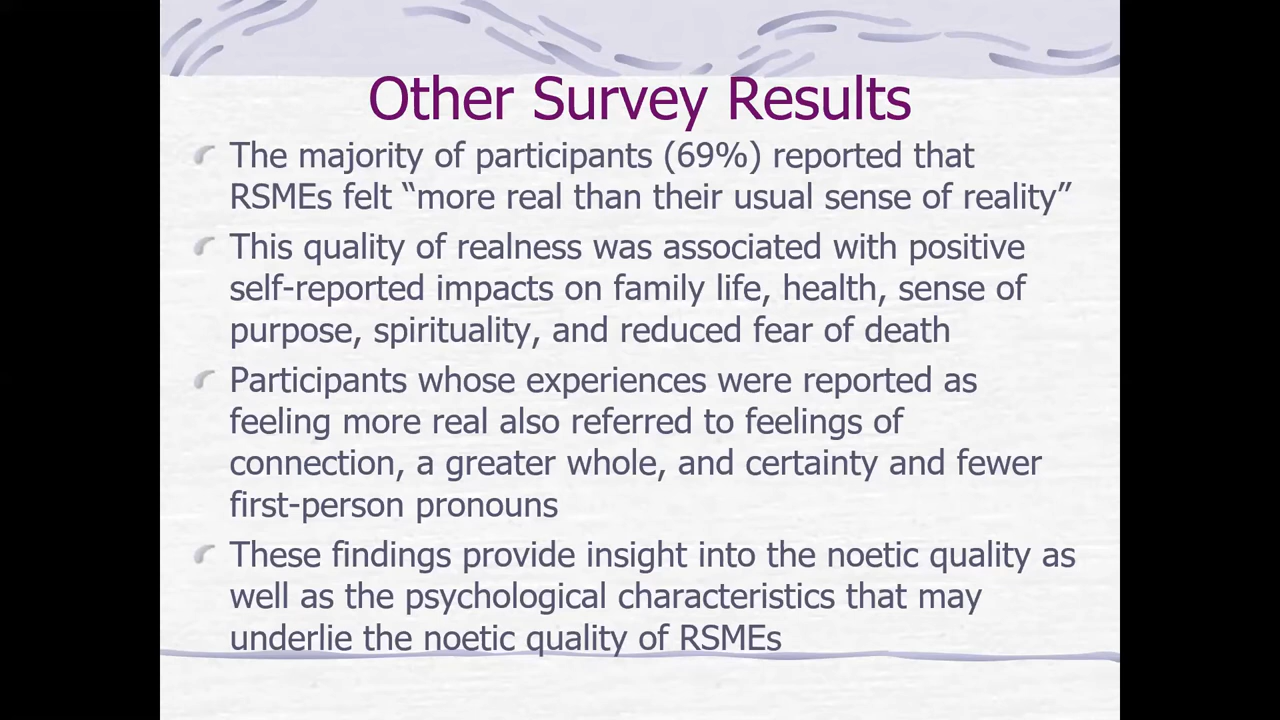 Other Survey Results
The majority of participants (69%) reported that
RSMEs felt “more real than their usual sense of reality”
This quality of realness was associated with positive
self-reported impacts on family life, health, sense of
purpose, spirituality, and reduced fear of death
Participants whose experiences were reported as
feeling more real also referred to feelings of
connection, a greater whole, and certainty and fewer
first-person pronouns
These findings provide insight into the noetic quality as
well as the psychological characteristics that may
underlie the noetic quality of RSMEs